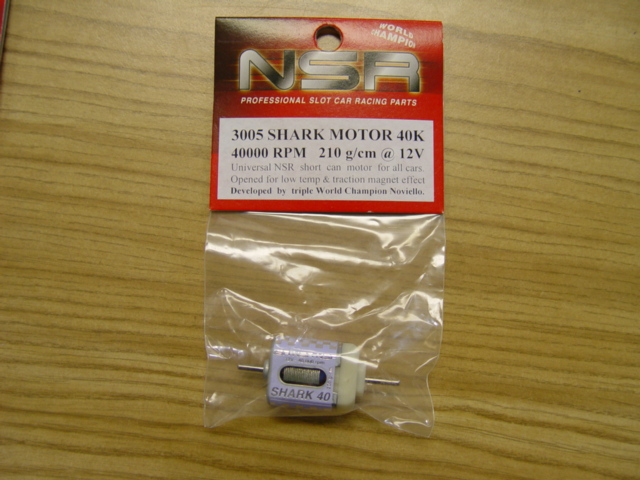 WORLD
CHAMPION
NSR
PROFESSIONAL SLOT CAR RACING PARTS
3005 SHARK MOTOR 40K
40000 RPM 210 g/cm @ 12V
Universal NSR short can motor for all cars.
Opened for low temp & traction magnet effect
Developed by triple World Champion Noviello.
SHARK 40